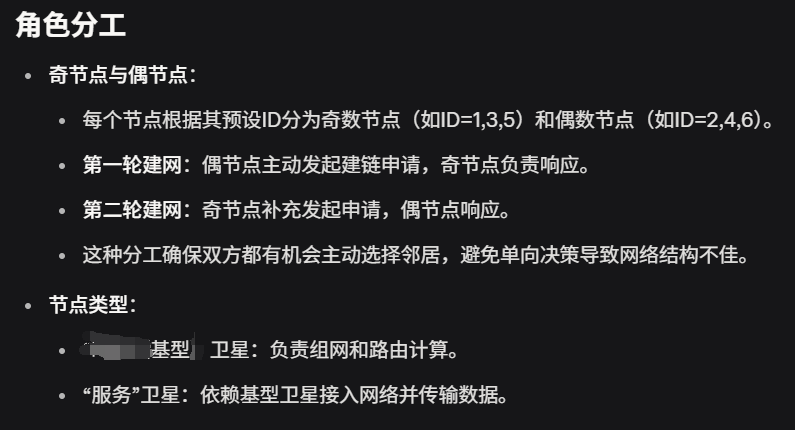 角色分工
奇节点与偶节点：
每个节点根据其预设ID分为奇数节点（如ID=1,3,5）和偶数节点（如ID=2,4,6）。
第一轮建网：偶节点主动发起建链申请，奇节点负责响应。
第二轮建网：奇节点补充发起申请，偶节点响应。
这种分工确保双方都有机会主动选择邻居，避免单向决策导致网络结构不佳。
节点类型：
基型 卫星：负责组网和路由计算。
“服务”卫星：依赖基型卫星接入网络并传输数据。